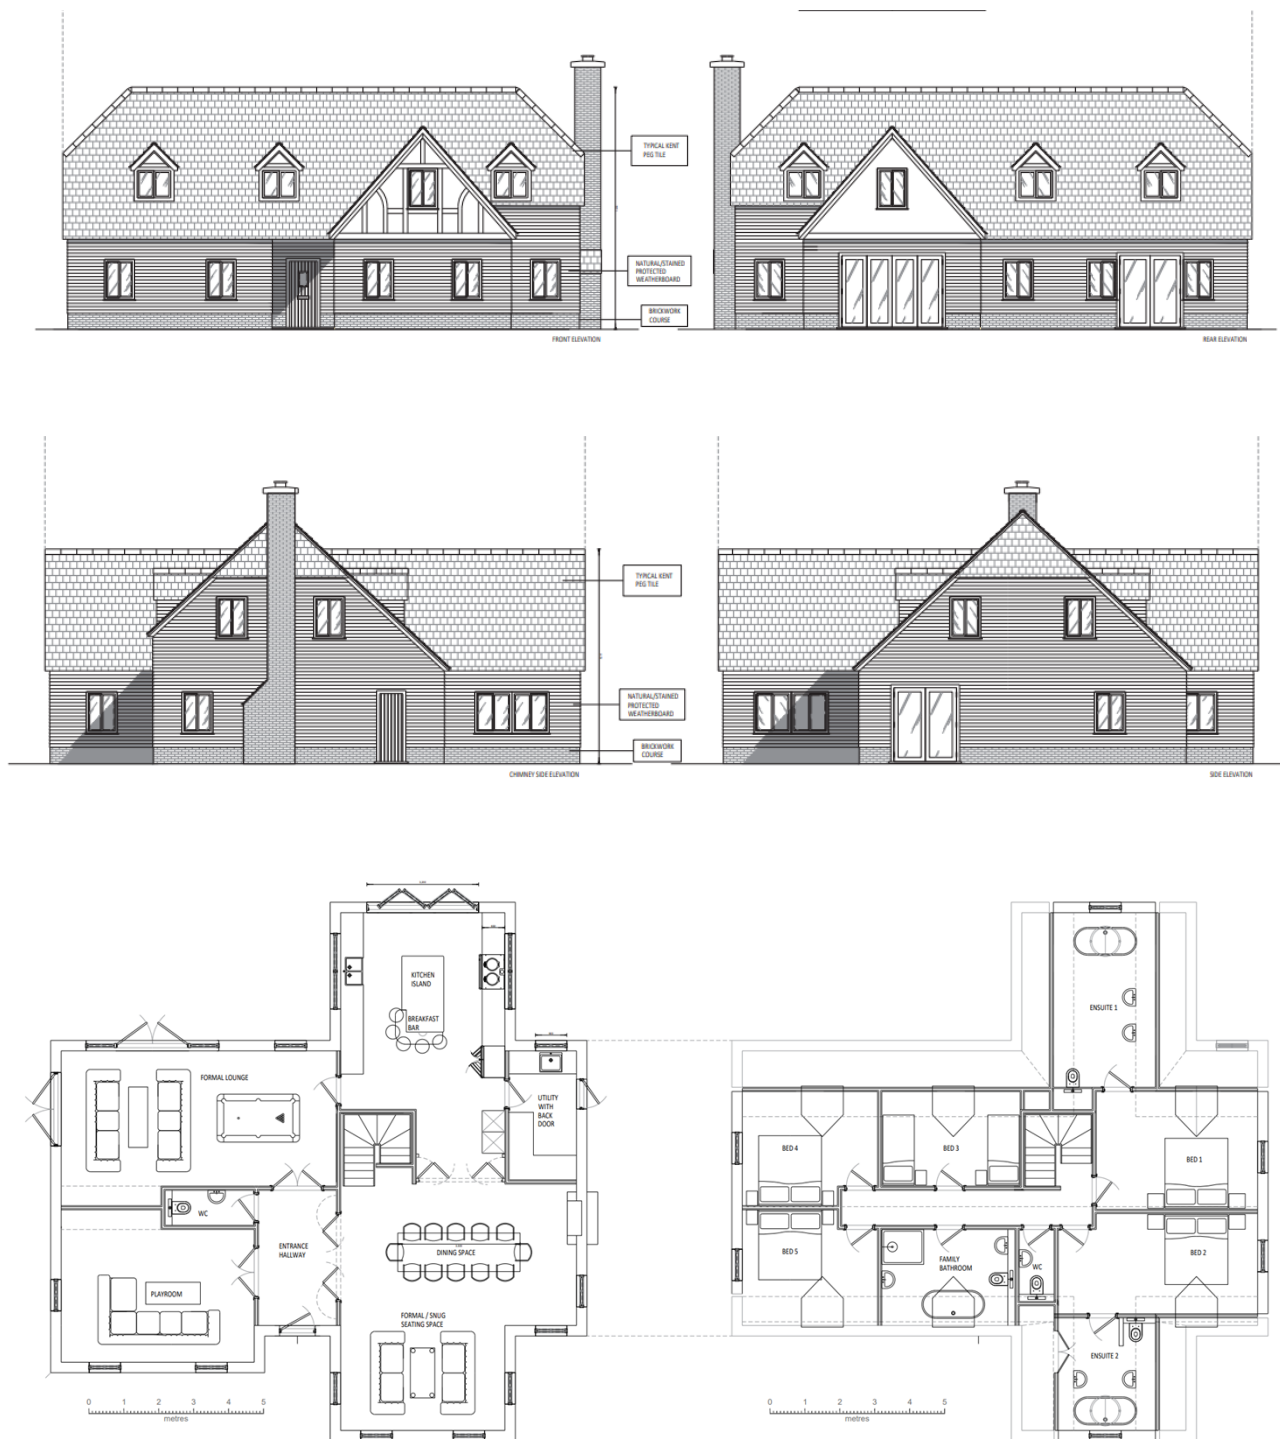 TYPICAL KENT
PEG TILE
NATURAL/STAINED
PROTECTED
WEATHERBOARD
BRICKWORK
COURSE
FRONT ELEVATION
REAR ELEVATION
TYPICAL KENT
PEG TILE
NATURAL/STAINED
PROTECTED
WEATHERBOARD
BRICKWORK
COURSE
CHIMNEY SIDE ELEVATION
SIDE ELEVATION
KITCHEN
ISLAND
BREAKFAST
BAR
FORMAL LOUNGE
UTILITY
WITH
BACK
DOOR
WC
ENTRANCE
HALLWAY
DINING SPACE
PLAYROOM
FORMAL / SNUG
SEATING SPACE
0 1 2 3 4 5
metres
ENSUITE 1
BED 4
BED 3
BED 1
BED 5
FAMILY
BATHROOM
WC
BED 2
ENSUITE 2
0 1 2 3 4 5
metres